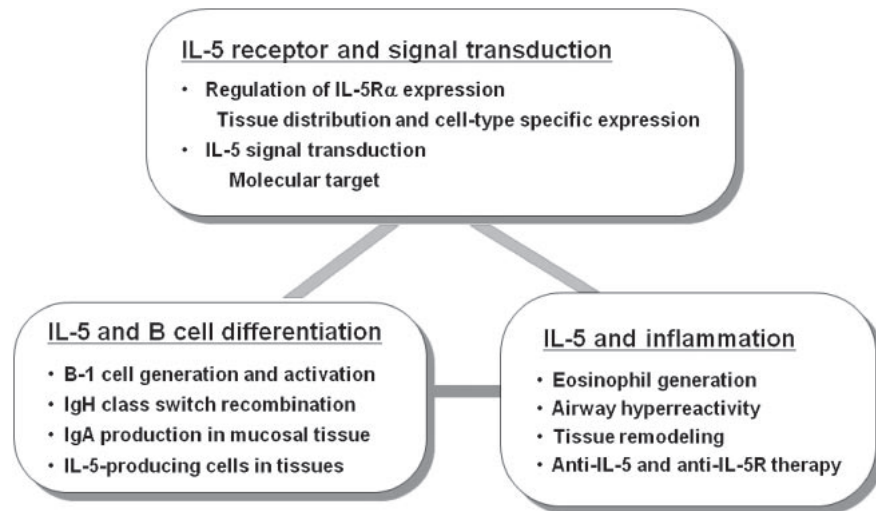 IL-5 receptor and signal transduction
• Regulation of IL-5Rα expression
Tissue distribution and cell-type specific expression
• IL-5 signal transduction
Molecular target
IL-5 and B cell differentiation
• B-1 cell generation and activation
• IgH class switch recombination
• IgA production in mucosal tissue
• IL-5-producing cells in tissues
IL-5 and inflammation
• Eosinophil generation
• Airway hyperreactivity
• Tissue remodeling
• Anti-IL-5 and anti-IL-5R therapy